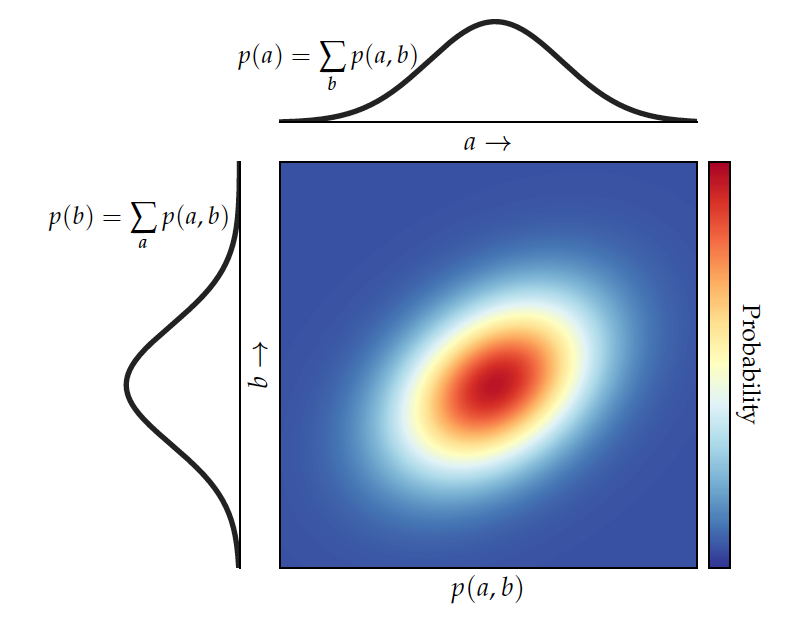 p(a) = ∑_b p(a, b)
a →
p(b) = ∑_a p(a, b)
b →
Probability
p(a, b)